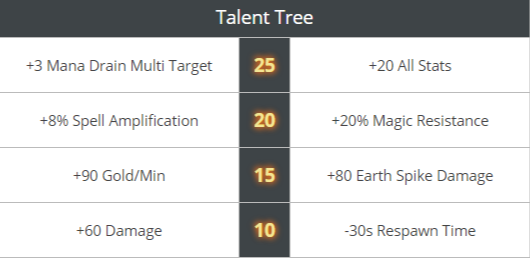 Talent Tree
+3 Mana Drain Multi Target 25 +20 All Stats
+8% Spell Amplification 20 +20% Magic Resistance
+90 Gold/Min 15 +80 Earth Spike Damage
+60 Damage 10 -30s Respawn Time